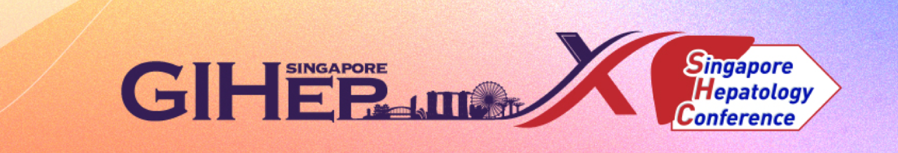 GIHEP
SINGAPORE
X
Singapore
Hepatology
Conference